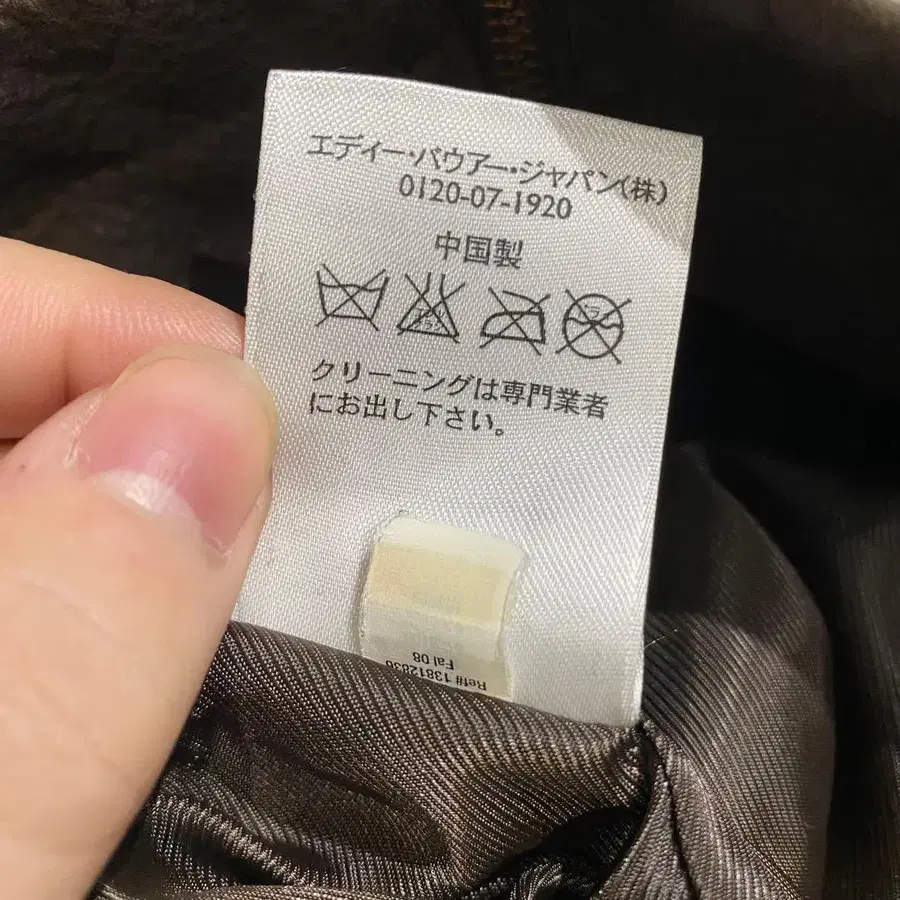 エディー・バウアー・ジャパン(株)
0120-07-1920
中国製
クリーニングは専門業者
にお出し下さい。
Ref# 13812836
Fal 08